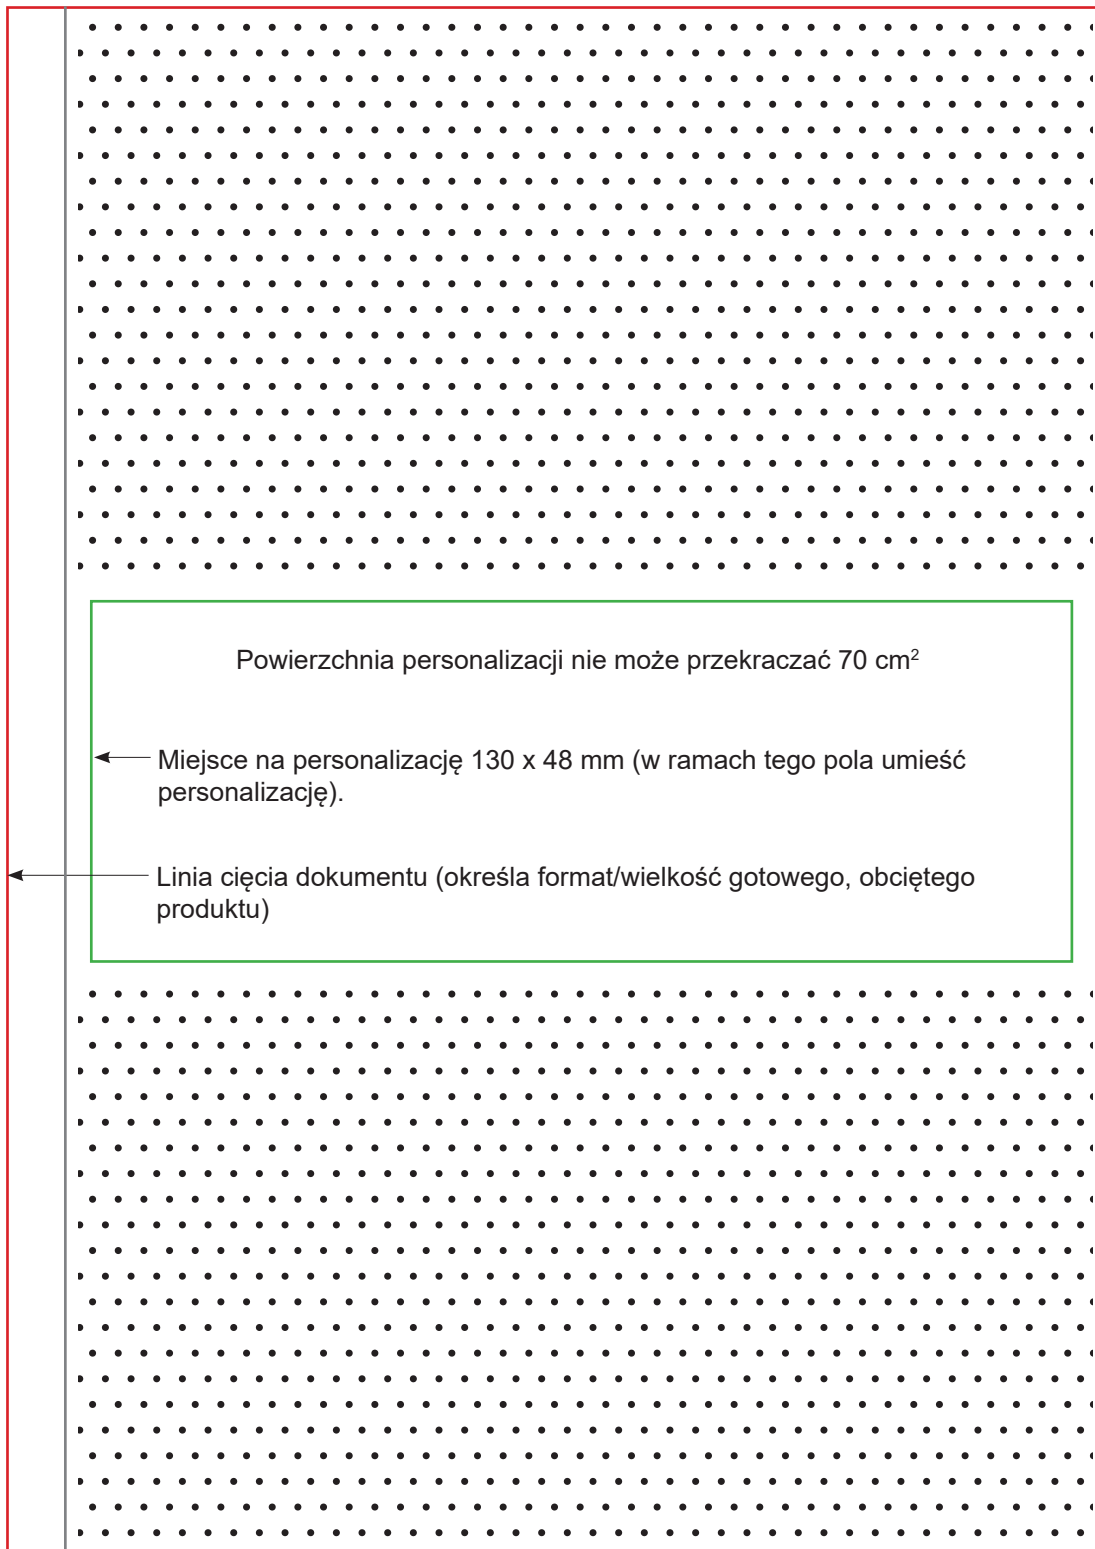 Powierzchnia personalizacji nie może przekraczać 70 cm²
Miejsce na personalizację 130 x 48 mm (w ramach tego pola umieść
personalizację).
Linia cięcia dokumentu (określa format/wielkość gotowego, obciętego
produktu)